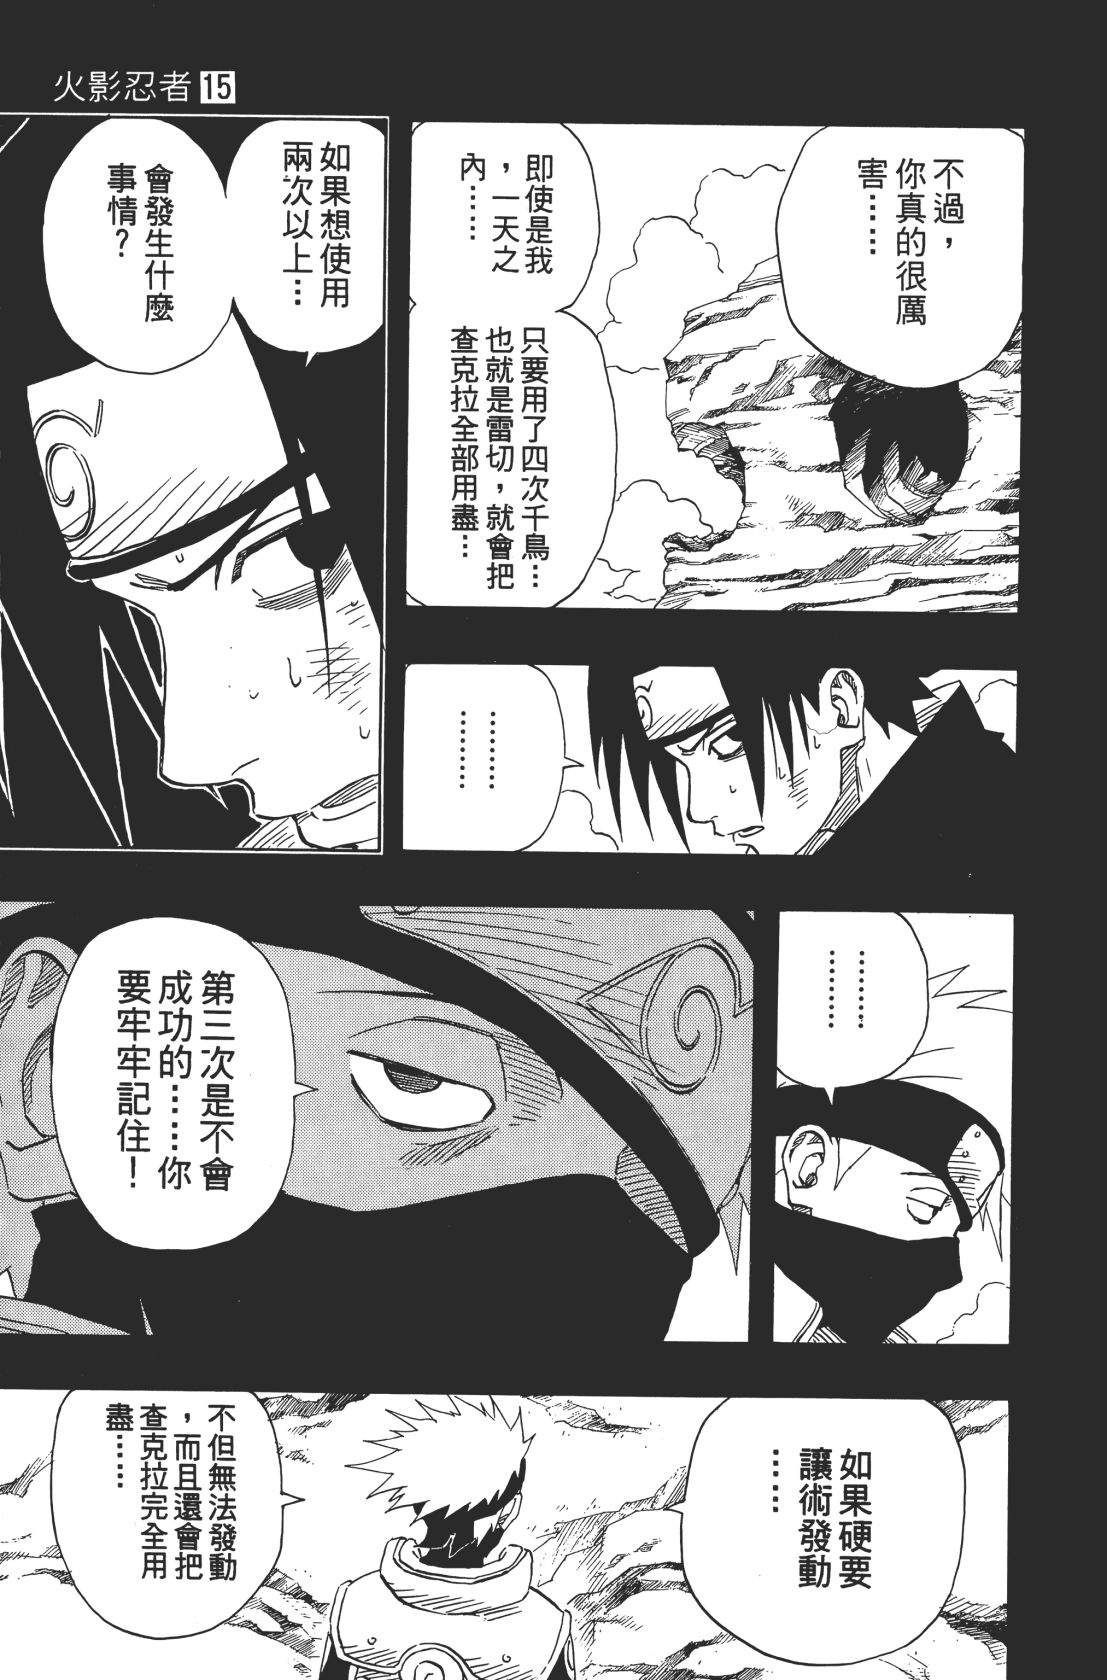 火影忍者15
不過，
你真的很厲
害⋯⋯
即使是我
，一天之
內⋯⋯
只要用了四次千鳥⋯
也就是雷切，就會把
查克拉全部用盡⋯
如果想使用
兩次以上⋯
會發生什麼
事情？
⋯⋯⋯
⋯⋯⋯
⋯⋯⋯
⋯⋯⋯
第三次是不會
成功的⋯⋯你
要牢牢記住！
如果硬要
讓術發動
⋯⋯
不但無法發動
，而且還會把
查克拉完全用
盡⋯⋯